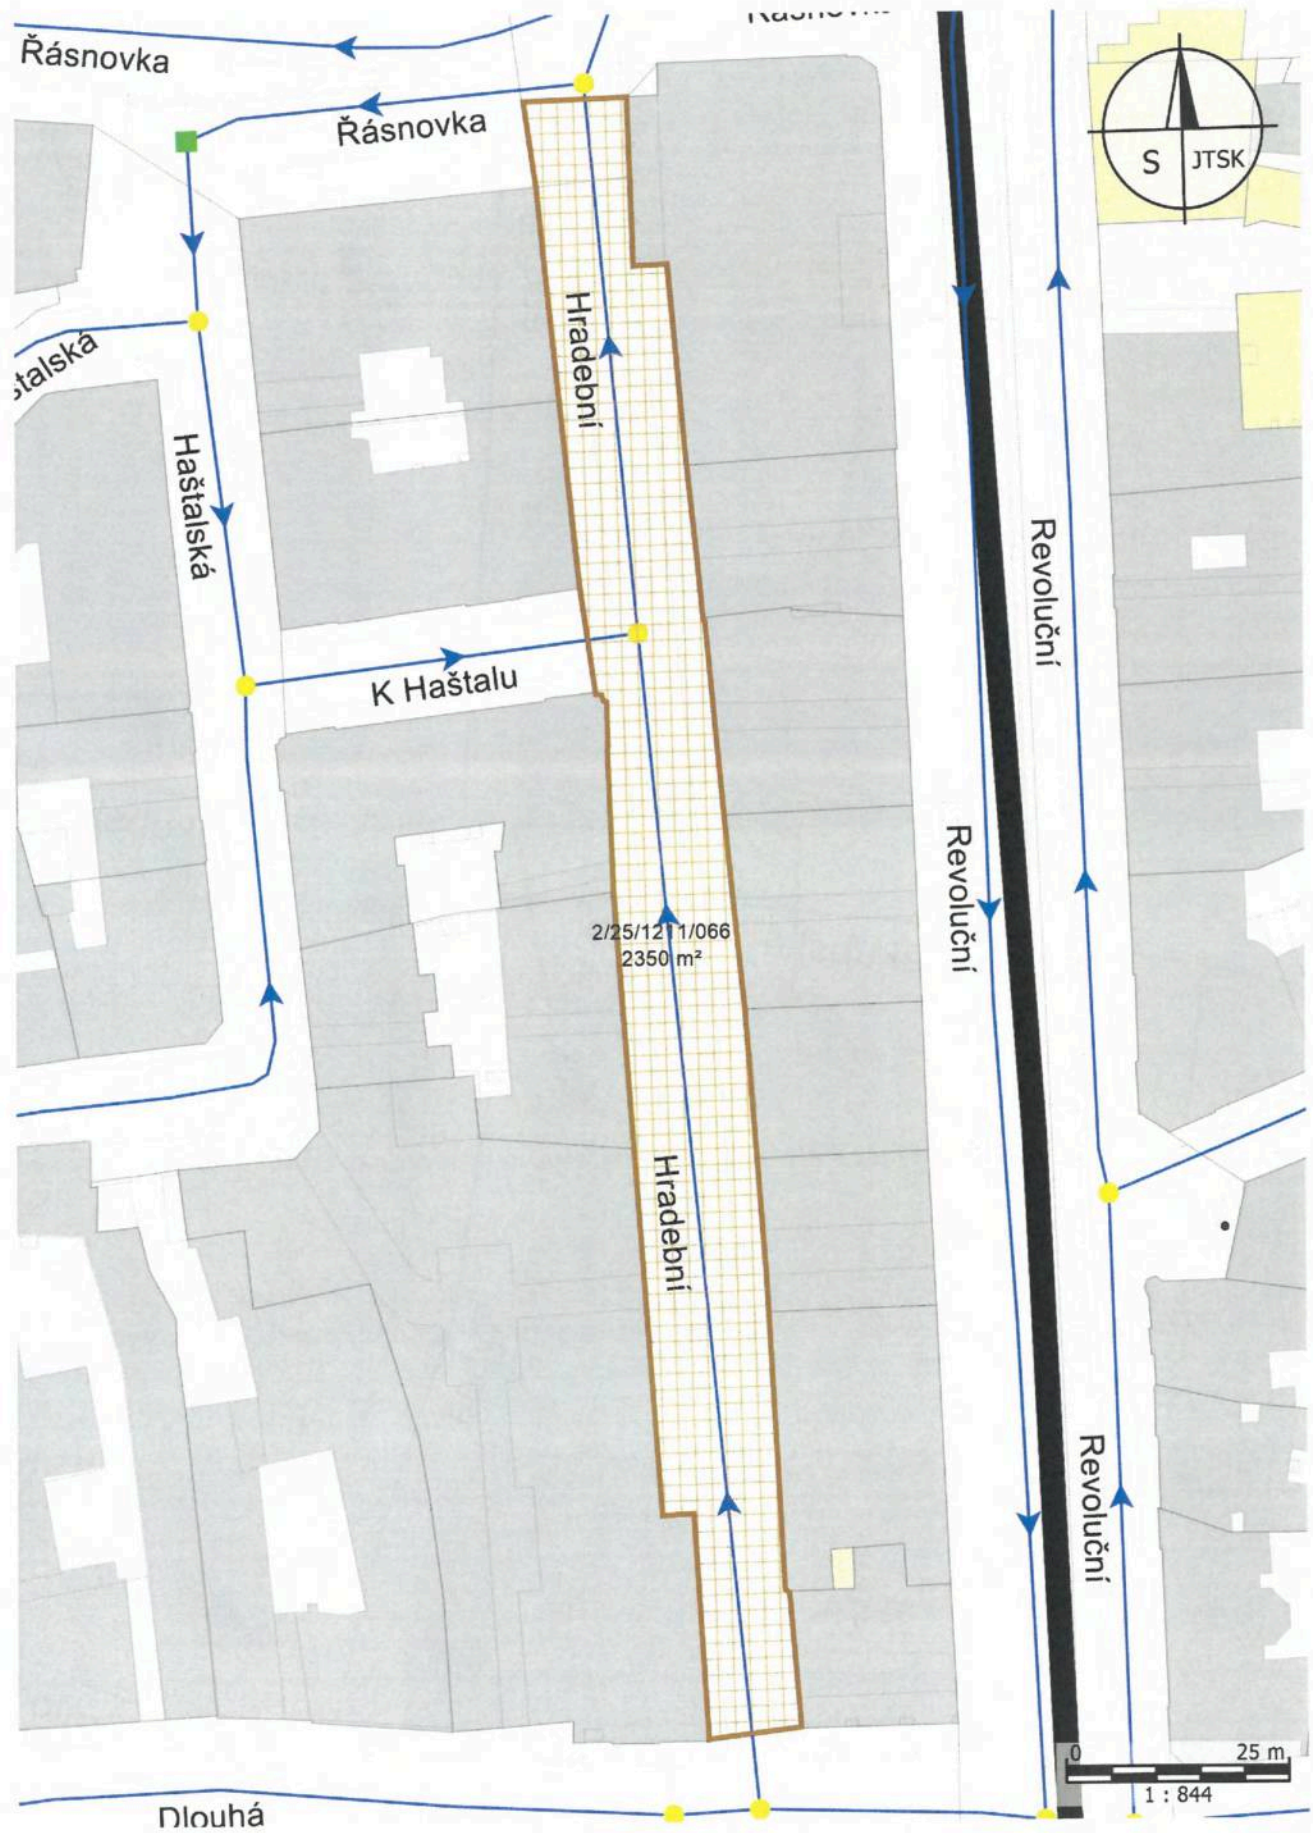 Řásnovka
Řásnovka
S JTSK
Hradební
Haštalská
Revoluční
K Haštalu
Revoluční
2/25/1211/066
2350 m²
Hradební
Revoluční
0 25 m
1 : 844
Dlouhá